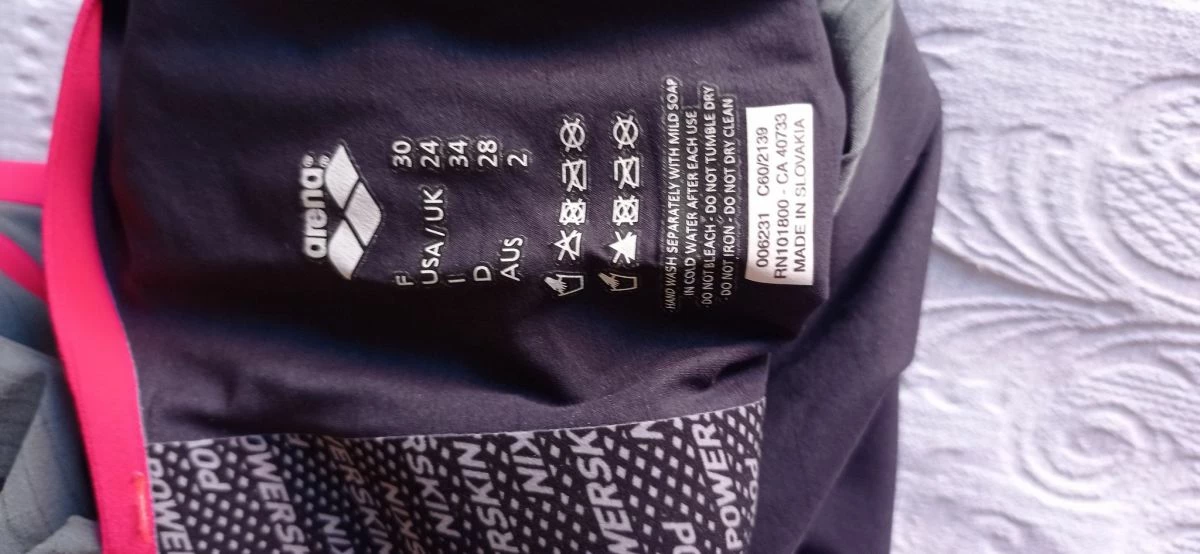 arena
F 30
USA / UK 24
I 34
D 28
AUS 2
HAND WASH SEPARATELY WITH MILD SOAP
IN COLD WATER AFTER EACH USE
· DO NOT BLEACH · DO NOT TUMBLE DRY
· DO NOT IRON · DO NOT DRY CLEAN
006231 C60/2139
RN101800 - CA 40733
MADE IN SLOVAKIA
POWERSKIN